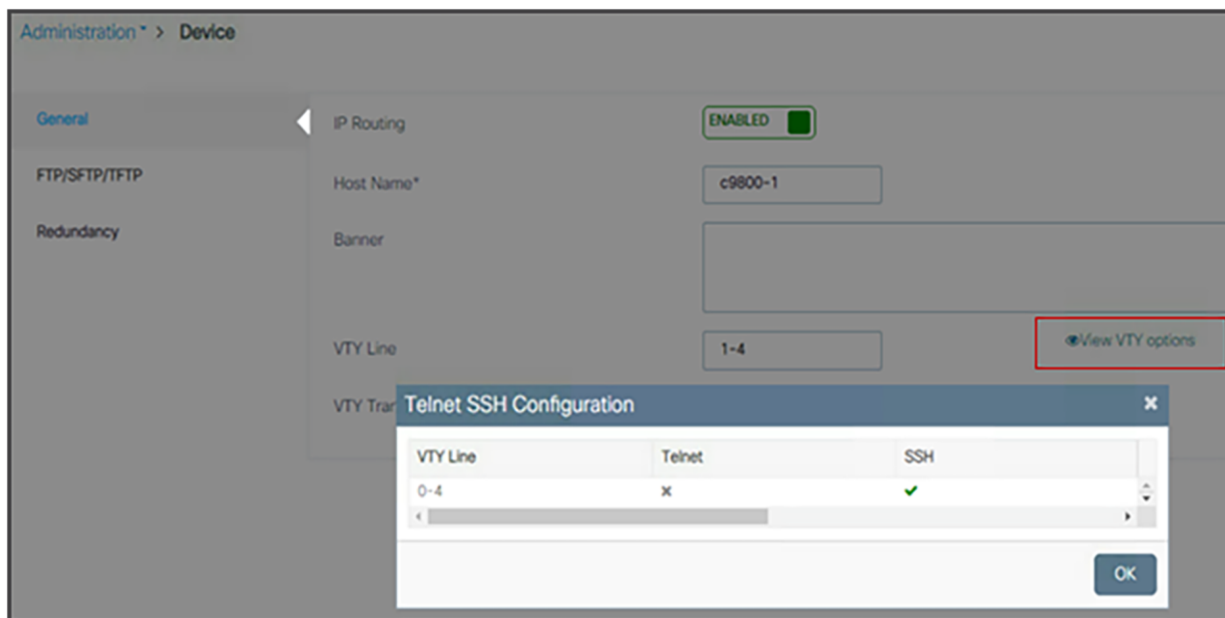 Administration > Device
General
FTP/SFTP/TFTP
Redundancy
IP Routing
ENABLED
Host Name*
c9800-1
Banner
VTY Line
1-4
View VTY options
VTY Tran
Telnet SSH Configuration
VTY Line Telnet SSH
0-4
OK